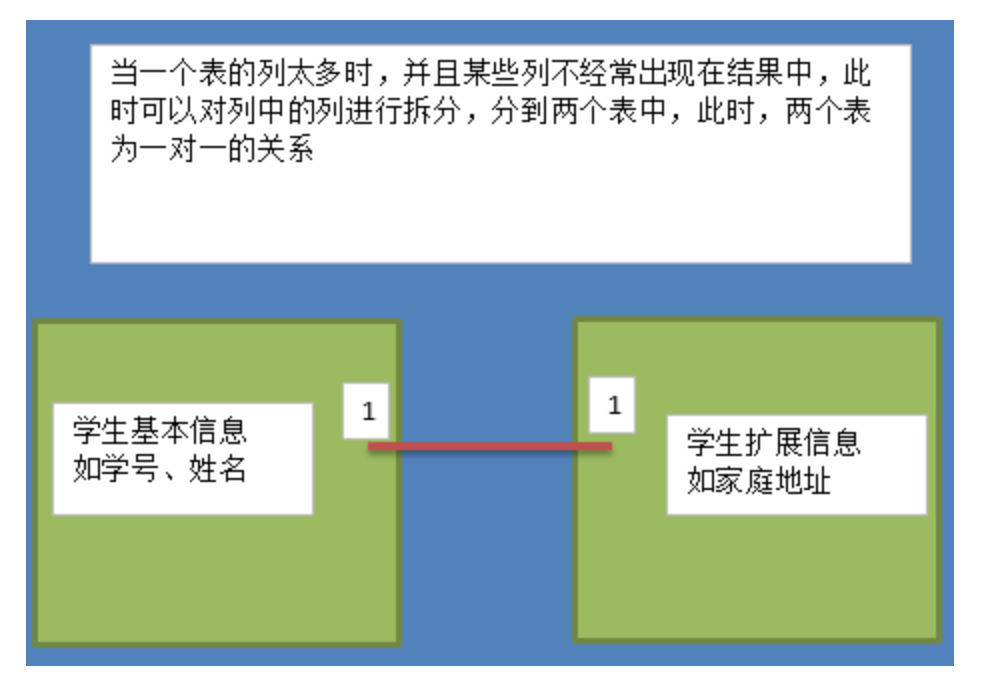 当一个表的列太多时，并且某些列不经常出现在结果中，此
时可以对列中的列进行拆分，分到两个表中，此时，两个表
为一对一的关系
1
1
学生基本信息
如学号、姓名
学生扩展信息
如家庭地址